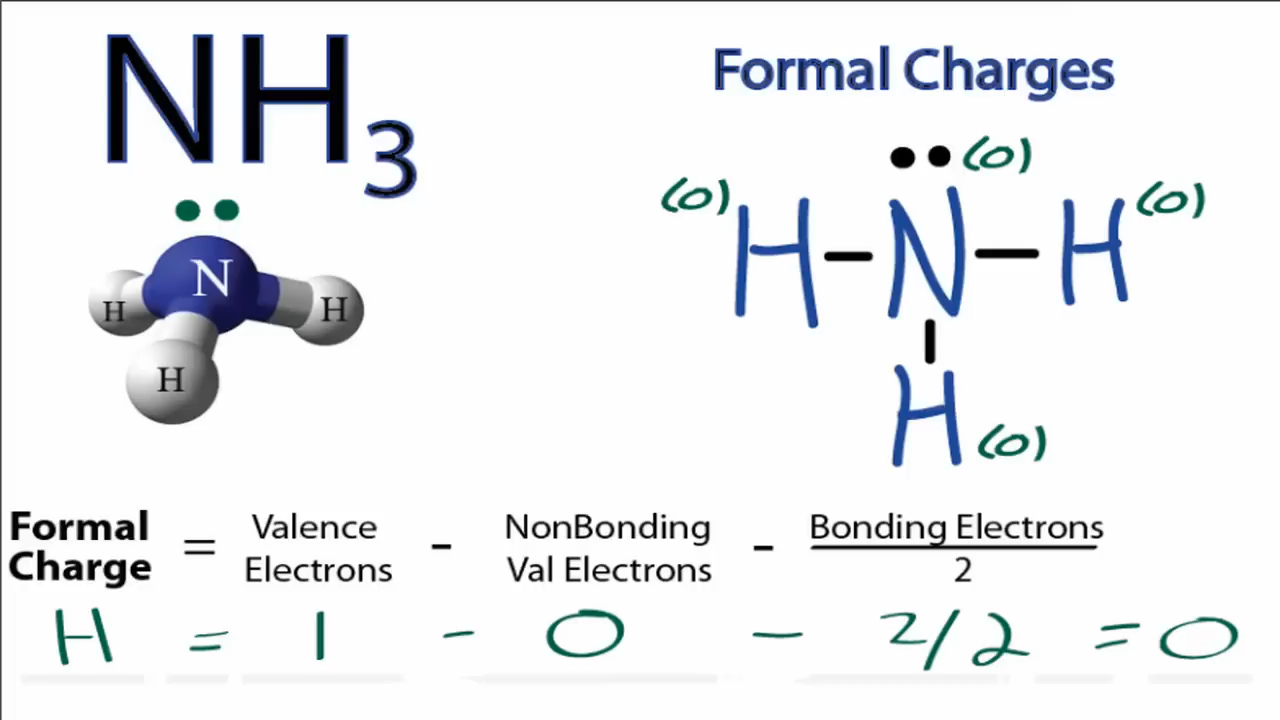 NH3
Formal Charges
N
H
H
H
(0)
(0)
(0)
H – N – H
H
(0)
Formal Charge = Valence Electrons - NonBonding Val Electrons - Bonding Electrons / 2
H = 1 - 0 - 2/2 = 0